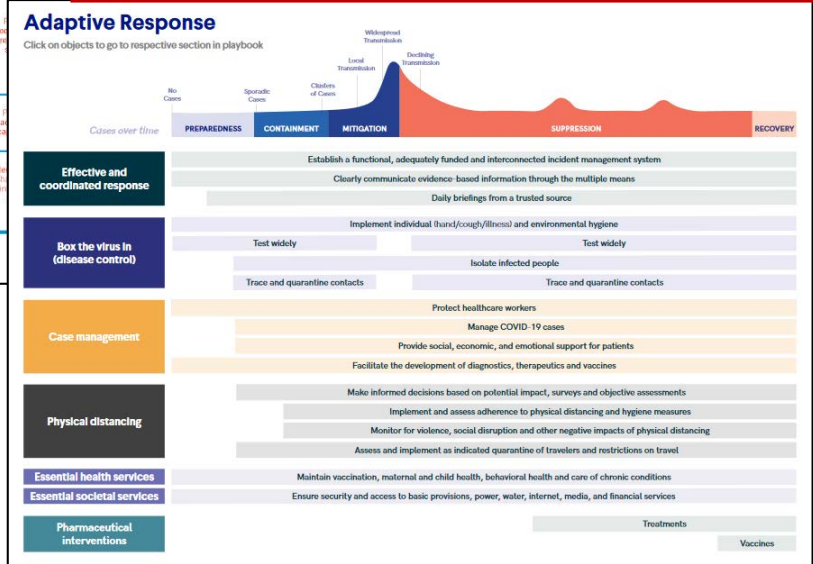 Adaptive Response
Click on objects to go to respective section in playbook
Widespread
Transmission
Local
Transmission
Declining
Transmission
Clusters
of Cases
Sporadic
Cases
No
Cases
Cases over time
PREPAREDNESS
CONTAINMENT
MITIGATION
SUPPRESSION
RECOVERY
Effective and
coordinated response
Establish a functional, adequately funded and interconnected incident management system
Clearly communicate evidence-based information through the multiple means
Daily briefings from a trusted source
Box the virus in
(disease control)
Implement individual (hand/cough/illness) and environmental hygiene
Test widely
Test widely
Isolate infected people
Trace and quarantine contacts
Trace and quarantine contacts
Case management
Protect healthcare workers
Manage COVID-19 cases
Provide social, economic, and emotional support for patients
Facilitate the development of diagnostics, therapeutics and vaccines
Physical distancing
Make informed decisions based on potential impact, surveys and objective assessments
Implement and assess adherence to physical distancing and hygiene measures
Monitor for violence, social disruption and other negative impacts of physical distancing
Assess and implement as indicated quarantine of travelers and restrictions on travel
Essential health services
Maintain vaccination, maternal and child health, behavioral health and care of chronic conditions
Essential societal services
Ensure security and access to basic provisions, power, water, internet, media, and financial services
Pharmaceutical
interventions
Treatments
Vaccines